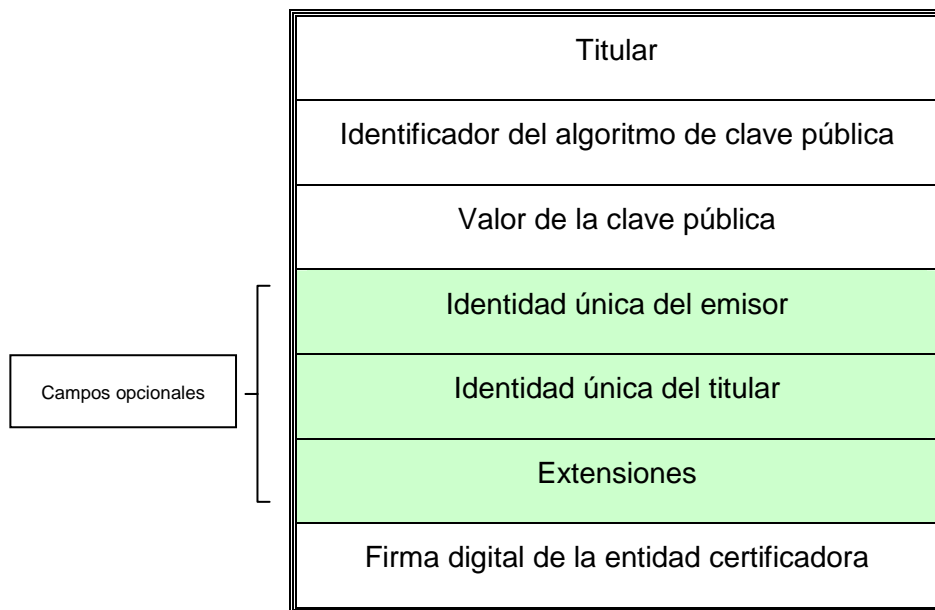 Titular
Identificador del algoritmo de clave pública
Valor de la clave pública
Identidad única del emisor
Campos opcionales
Identidad única del titular
Extensiones
Firma digital de la entidad certificadora